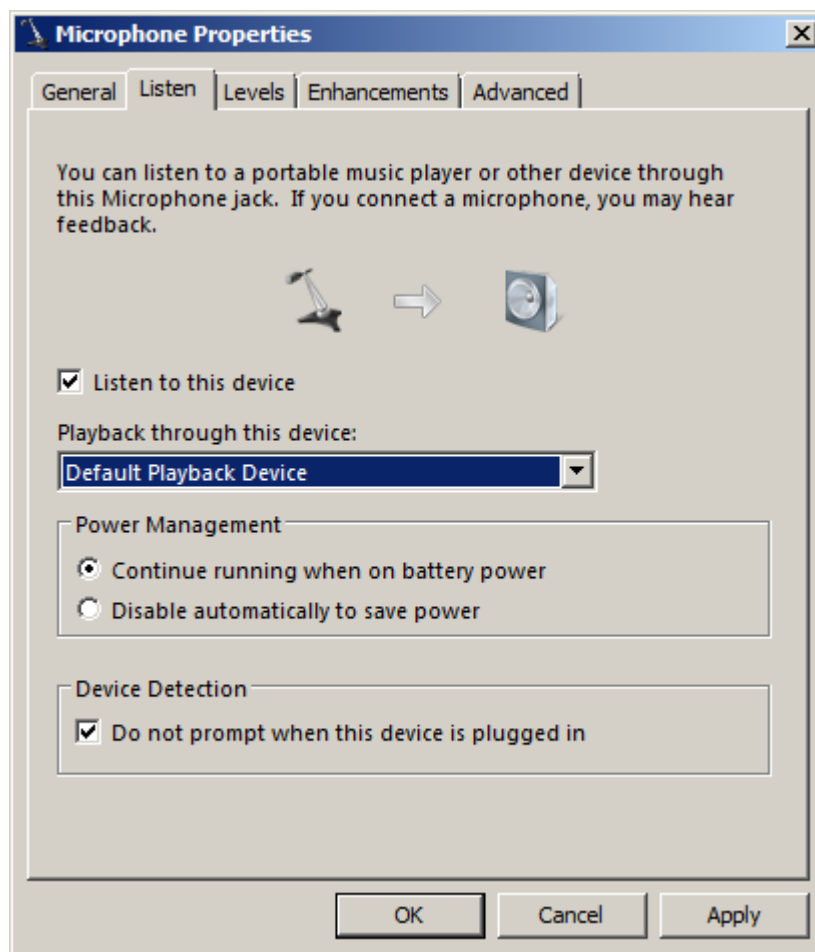 Microphone Properties
General Listen Levels Enhancements Advanced
You can listen to a portable music player or other device through
this Microphone jack. If you connect a microphone, you may hear
feedback.
Listen to this device
Playback through this device:
Default Playback Device
Power Management
Continue running when on battery power
Disable automatically to save power
Device Detection
Do not prompt when this device is plugged in
OK Cancel Apply